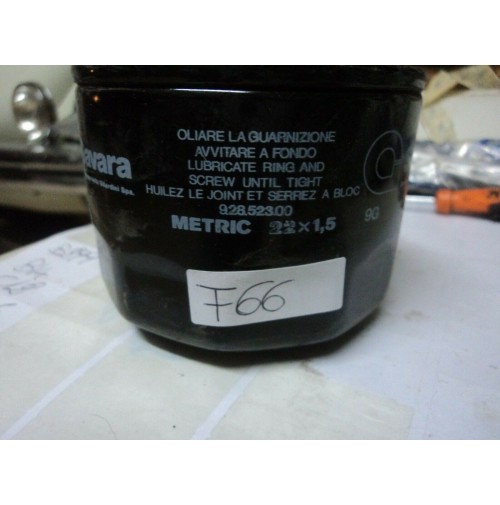 OLIARE LA GUARNIZIONE
AVVITARE A FONDO
LUBRICATE RING AND
SCREW UNTIL TIGHT
HUILEZ LE JOINT ET SERREZ A BLOC
9.28.523.00
METRIC ×1,5
avara
9G
F66